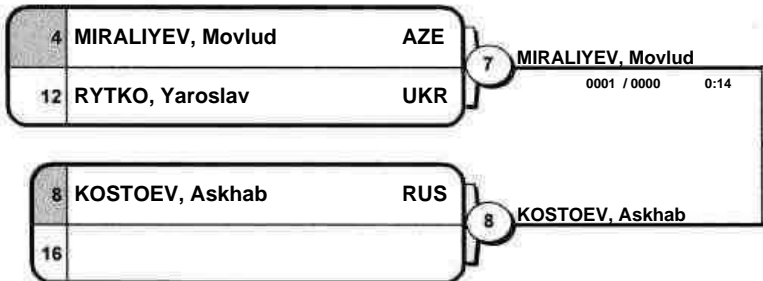 4 MIRALIYEV, Movlud AZE
12 RYTKO, Yaroslav UKR
7 MIRALIYEV, Movlud
0001 / 0000 0:14
8 KOSTOEV, Askhab RUS
16
8 KOSTOEV, Askhab